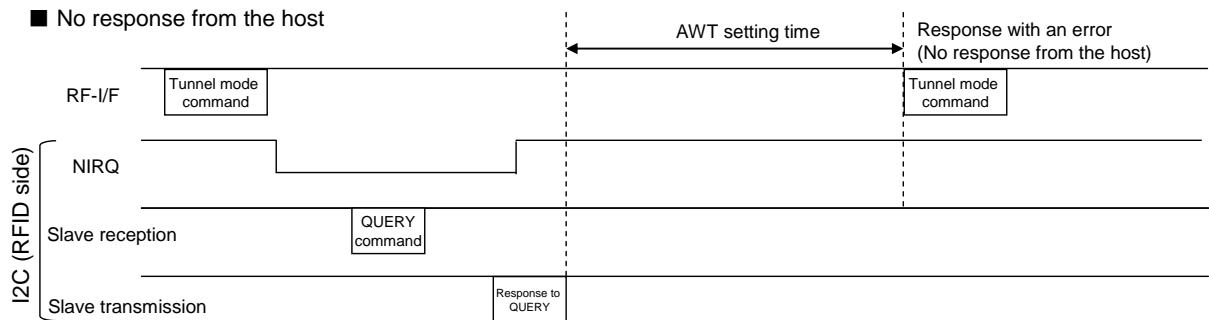 ■ No response from the host
AWT setting time
Response with an error
(No response from the host)
RF-I/F
Tunnel mode
command
Tunnel mode
command
I2C (RFID side)
NIRQ
Slave reception
QUERY
command
Slave transmission
Response to
QUERY